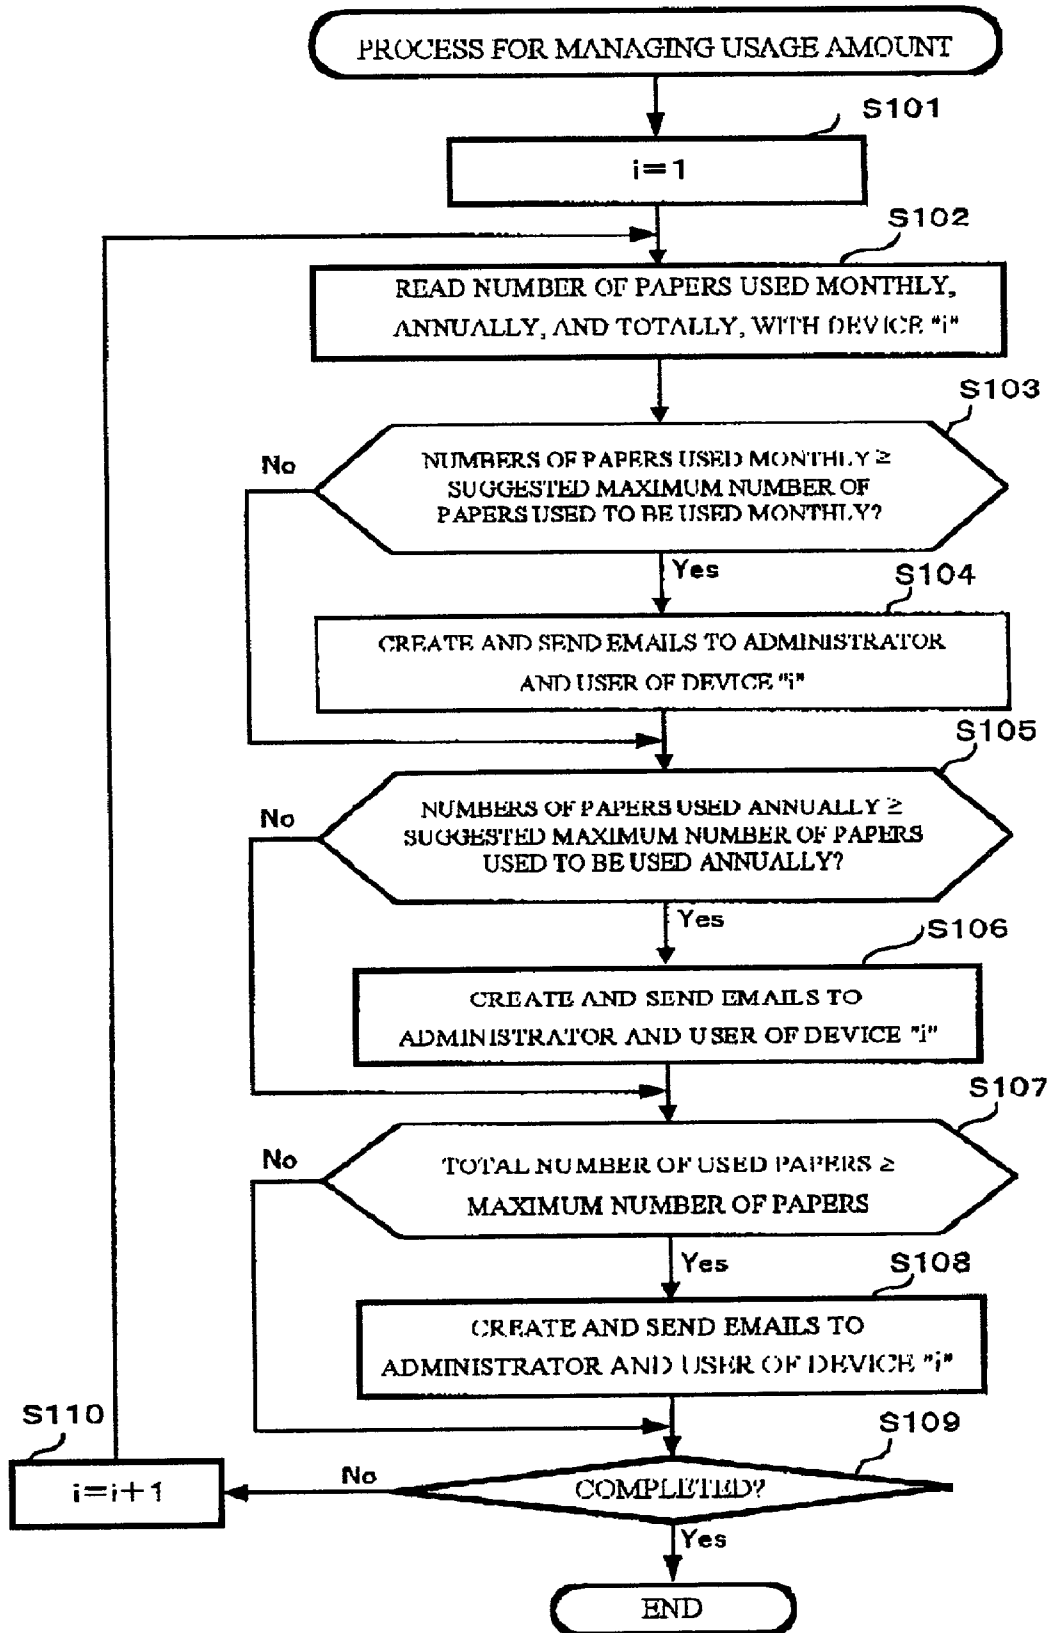 PROCESS FOR MANAGING USAGE AMOUNT
S101
i=1
S102
READ NUMBER OF PAPERS USED MONTHLY,
ANNUALLY, AND TOTALLY, WITH DEVICE "i"
S103
No
NUMBERS OF PAPERS USED MONTHLY ≥
SUGGESTED MAXIMUM NUMBER OF
PAPERS USED TO BE USED MONTHLY?
Yes
S104
CREATE AND SEND EMAILS TO ADMINISTRATOR
AND USER OF DEVICE "i"
S105
No
NUMBERS OF PAPERS USED ANNUALLY ≥
SUGGESTED MAXIMUM NUMBER OF PAPERS
USED TO BE USED ANNUALLY?
Yes
S106
CREATE AND SEND EMAILS TO
ADMINISTRATOR AND USER OF DEVICE "i"
S107
No
TOTAL NUMBER OF USED PAPERS ≥
MAXIMUM NUMBER OF PAPERS
Yes
S108
CREATE AND SEND EMAILS TO
ADMINISTRATOR AND USER OF DEVICE "i"
S110
S109
i=i+1
No
COMPLETED?
Yes
END